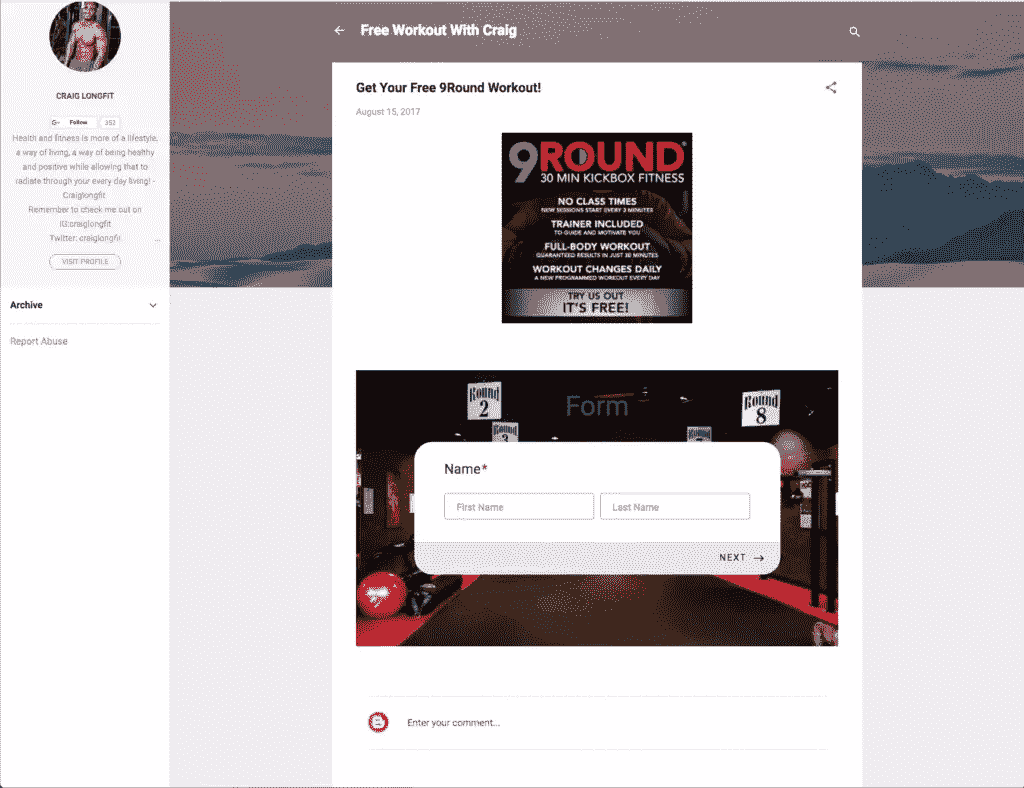 CRAIG LONGFIT
G+ Follow 352
Health and fitness is more of a lifestyle,
a way of living, a way of being healthy
and positive while allowing that to
radiate through your every day living! -
Craiglongfit
Remember to check me out on
IG:craiglongfit
Twitter: craiglongfit ...
VISIT PROFILE
Archive
Report Abuse
Free Workout With Craig
Get Your Free 9Round Workout!
August 15, 2017
9ROUND
30 MIN KICKBOX FITNESS
NO CLASS TIMES
NEW SESSIONS START EVERY 3 MINUTES
TRAINER INCLUDED
TO GUIDE AND MOTIVATE YOU
FULL-BODY WORKOUT
GUARANTEED RESULTS IN JUST 30 MINUTES
WORKOUT CHANGES DAILY
A NEW PROGRAMMED WORKOUT EVERY DAY
TRY US OUT
IT'S FREE!
Form
Round
2
Round
8
Round
3
Name*
First Name
Last Name
NEXT →
Enter your comment...